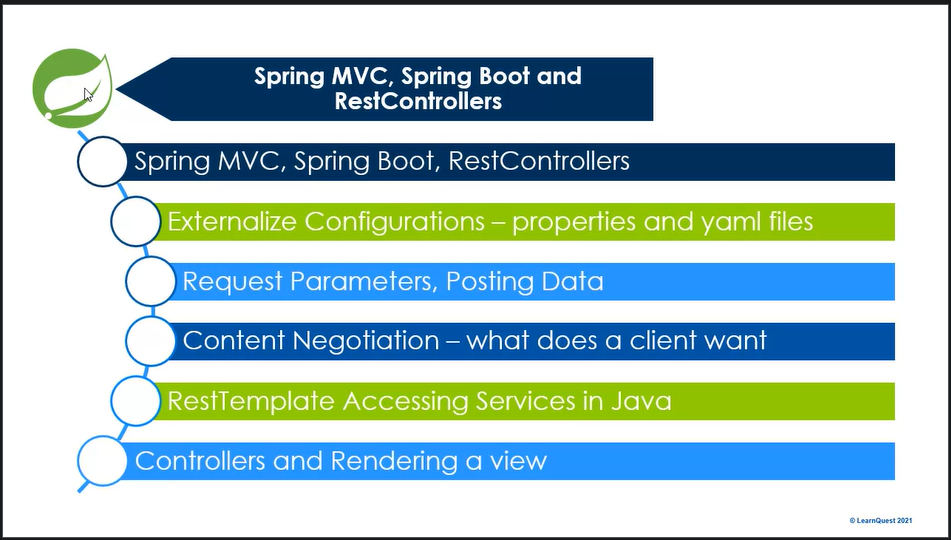 Spring MVC, Spring Boot and
RestControllers
Spring MVC, Spring Boot, RestControllers
Externalize Configurations – properties and yaml files
Request Parameters, Posting Data
Content Negotiation – what does a client want
RestTemplate Accessing Services in Java
Controllers and Rendering a view
© LearnQuest 2021